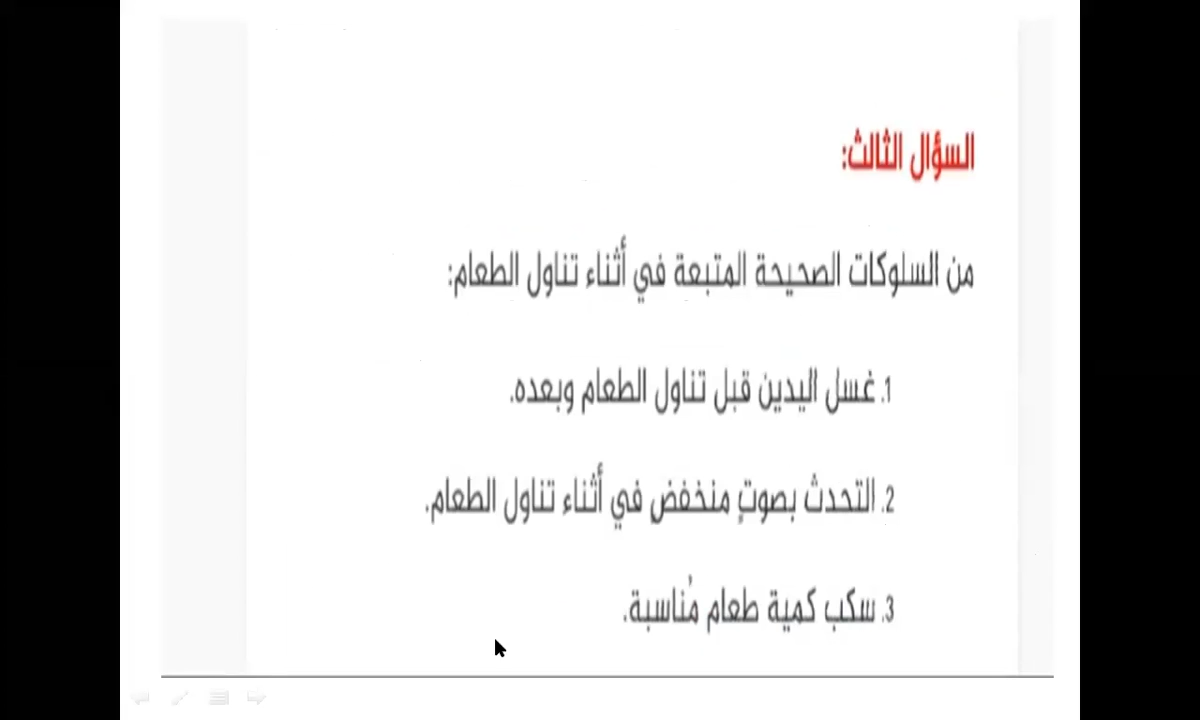 السؤال الثالث:
من السلوكات الصحيحة المتبعة في أثناء تناول الطعام:
1. غسل اليدين قبل تناول الطعام وبعده.
2. التحدث بصوتٍ منخفضٍ في أثناء تناول الطعام.
3. سكب كمية طعام مُناسبة.